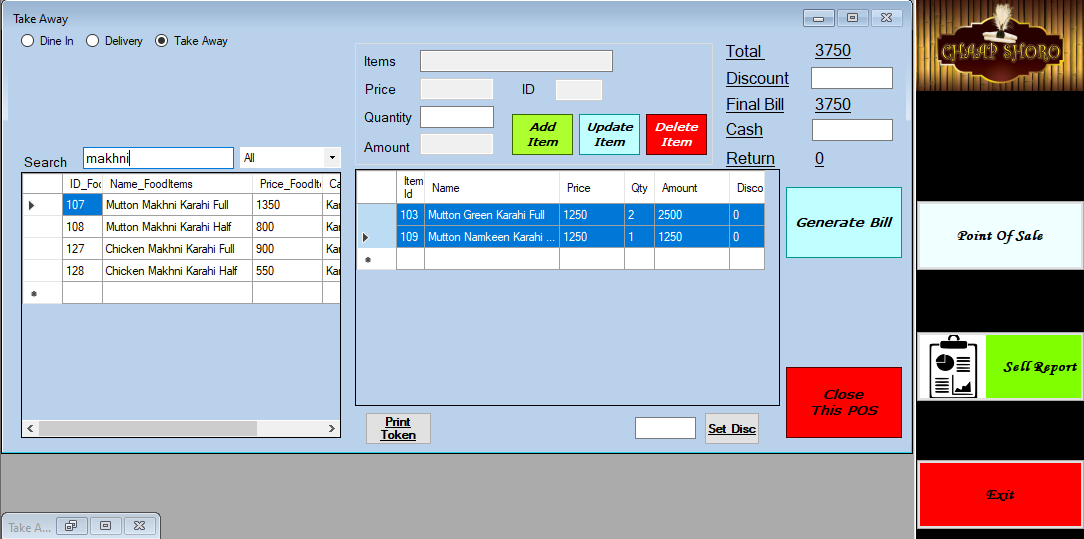 Take Away
Dine In Delivery Take Away
CHAAP SHORO
Search makhni All
ID_Foo Name_FoodItems Price_FoodIt Ca
107 Mutton Makhni Karahi Full 1350 Kar
108 Mutton Makhni Karahi Half 800 Kar
127 Chicken Makhni Karahi Full 900 Kar
128 Chicken Makhni Karahi Half 550 Kar
Items
Price ID
Quantity
Amount
Add Item
Update Item
Delete Item
Item Id Name Price Qty Amount Disco
103 Mutton Green Karahi Full 1250 2 2500 0
109 Mutton Namkeen Karahi ... 1250 1 1250 0
Print Token
Set Disc
Total 3750
Discount
Final Bill 3750
Cash
Return 0
Generate Bill
Close This POS
Point Of Sale
Sell Report
Exit
Take A...